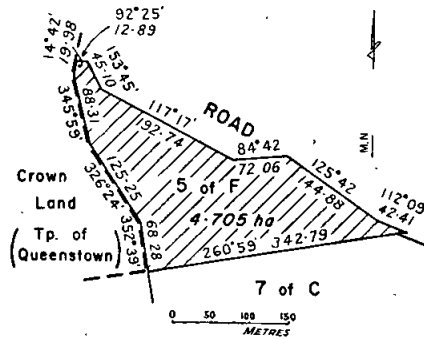 92°25'
12·89
14°42'
19·98
153°45'
45·10
345°59'
88·31
117°17'
192·74
ROAD
84°42
72 06
125°42
144·88
112°09
42·41
M.N
5 of F
4·705 ha
Crown
Land
(Tp. of
Queenstown)
326°24'
125·25
352°39'
68 28
260°59' 342·79
7 of C
0 50 100 150
METRES